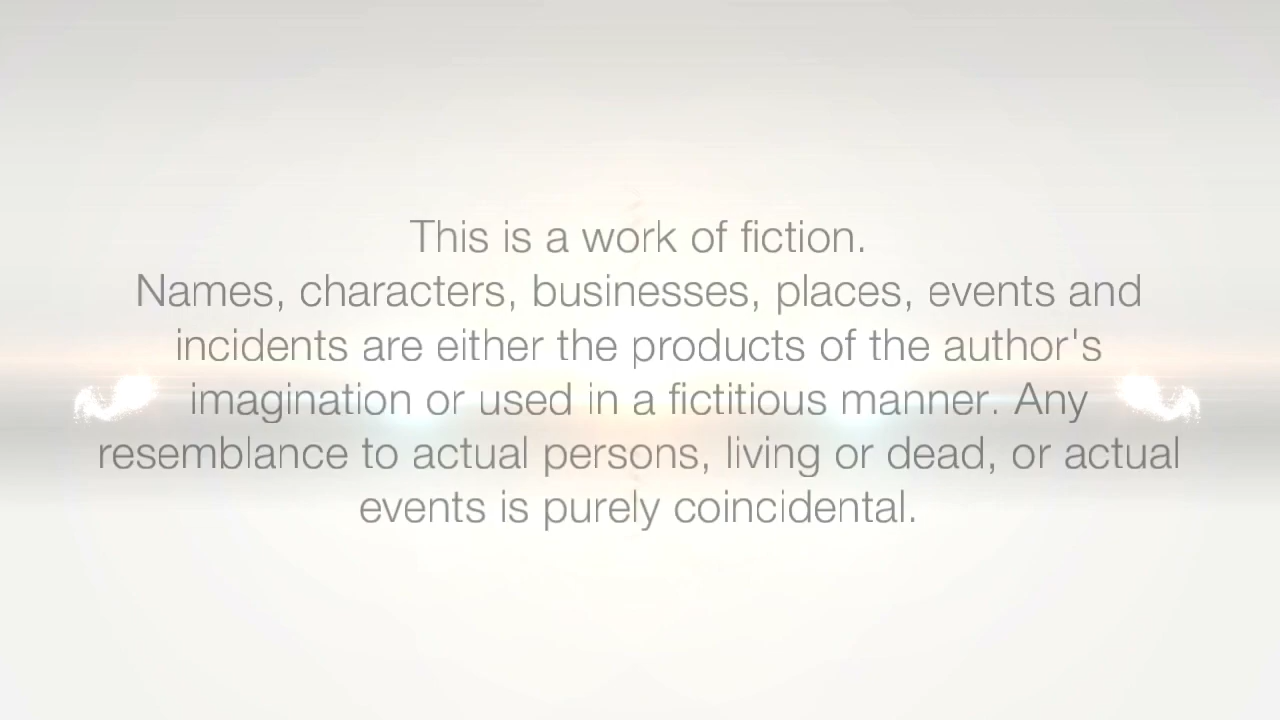 This is a work of fiction.
Names, characters, businesses, places, events and
incidents are either the products of the author's
imagination or used in a fictitious manner. Any
resemblance to actual persons, living or dead, or actual
events is purely coincidental.